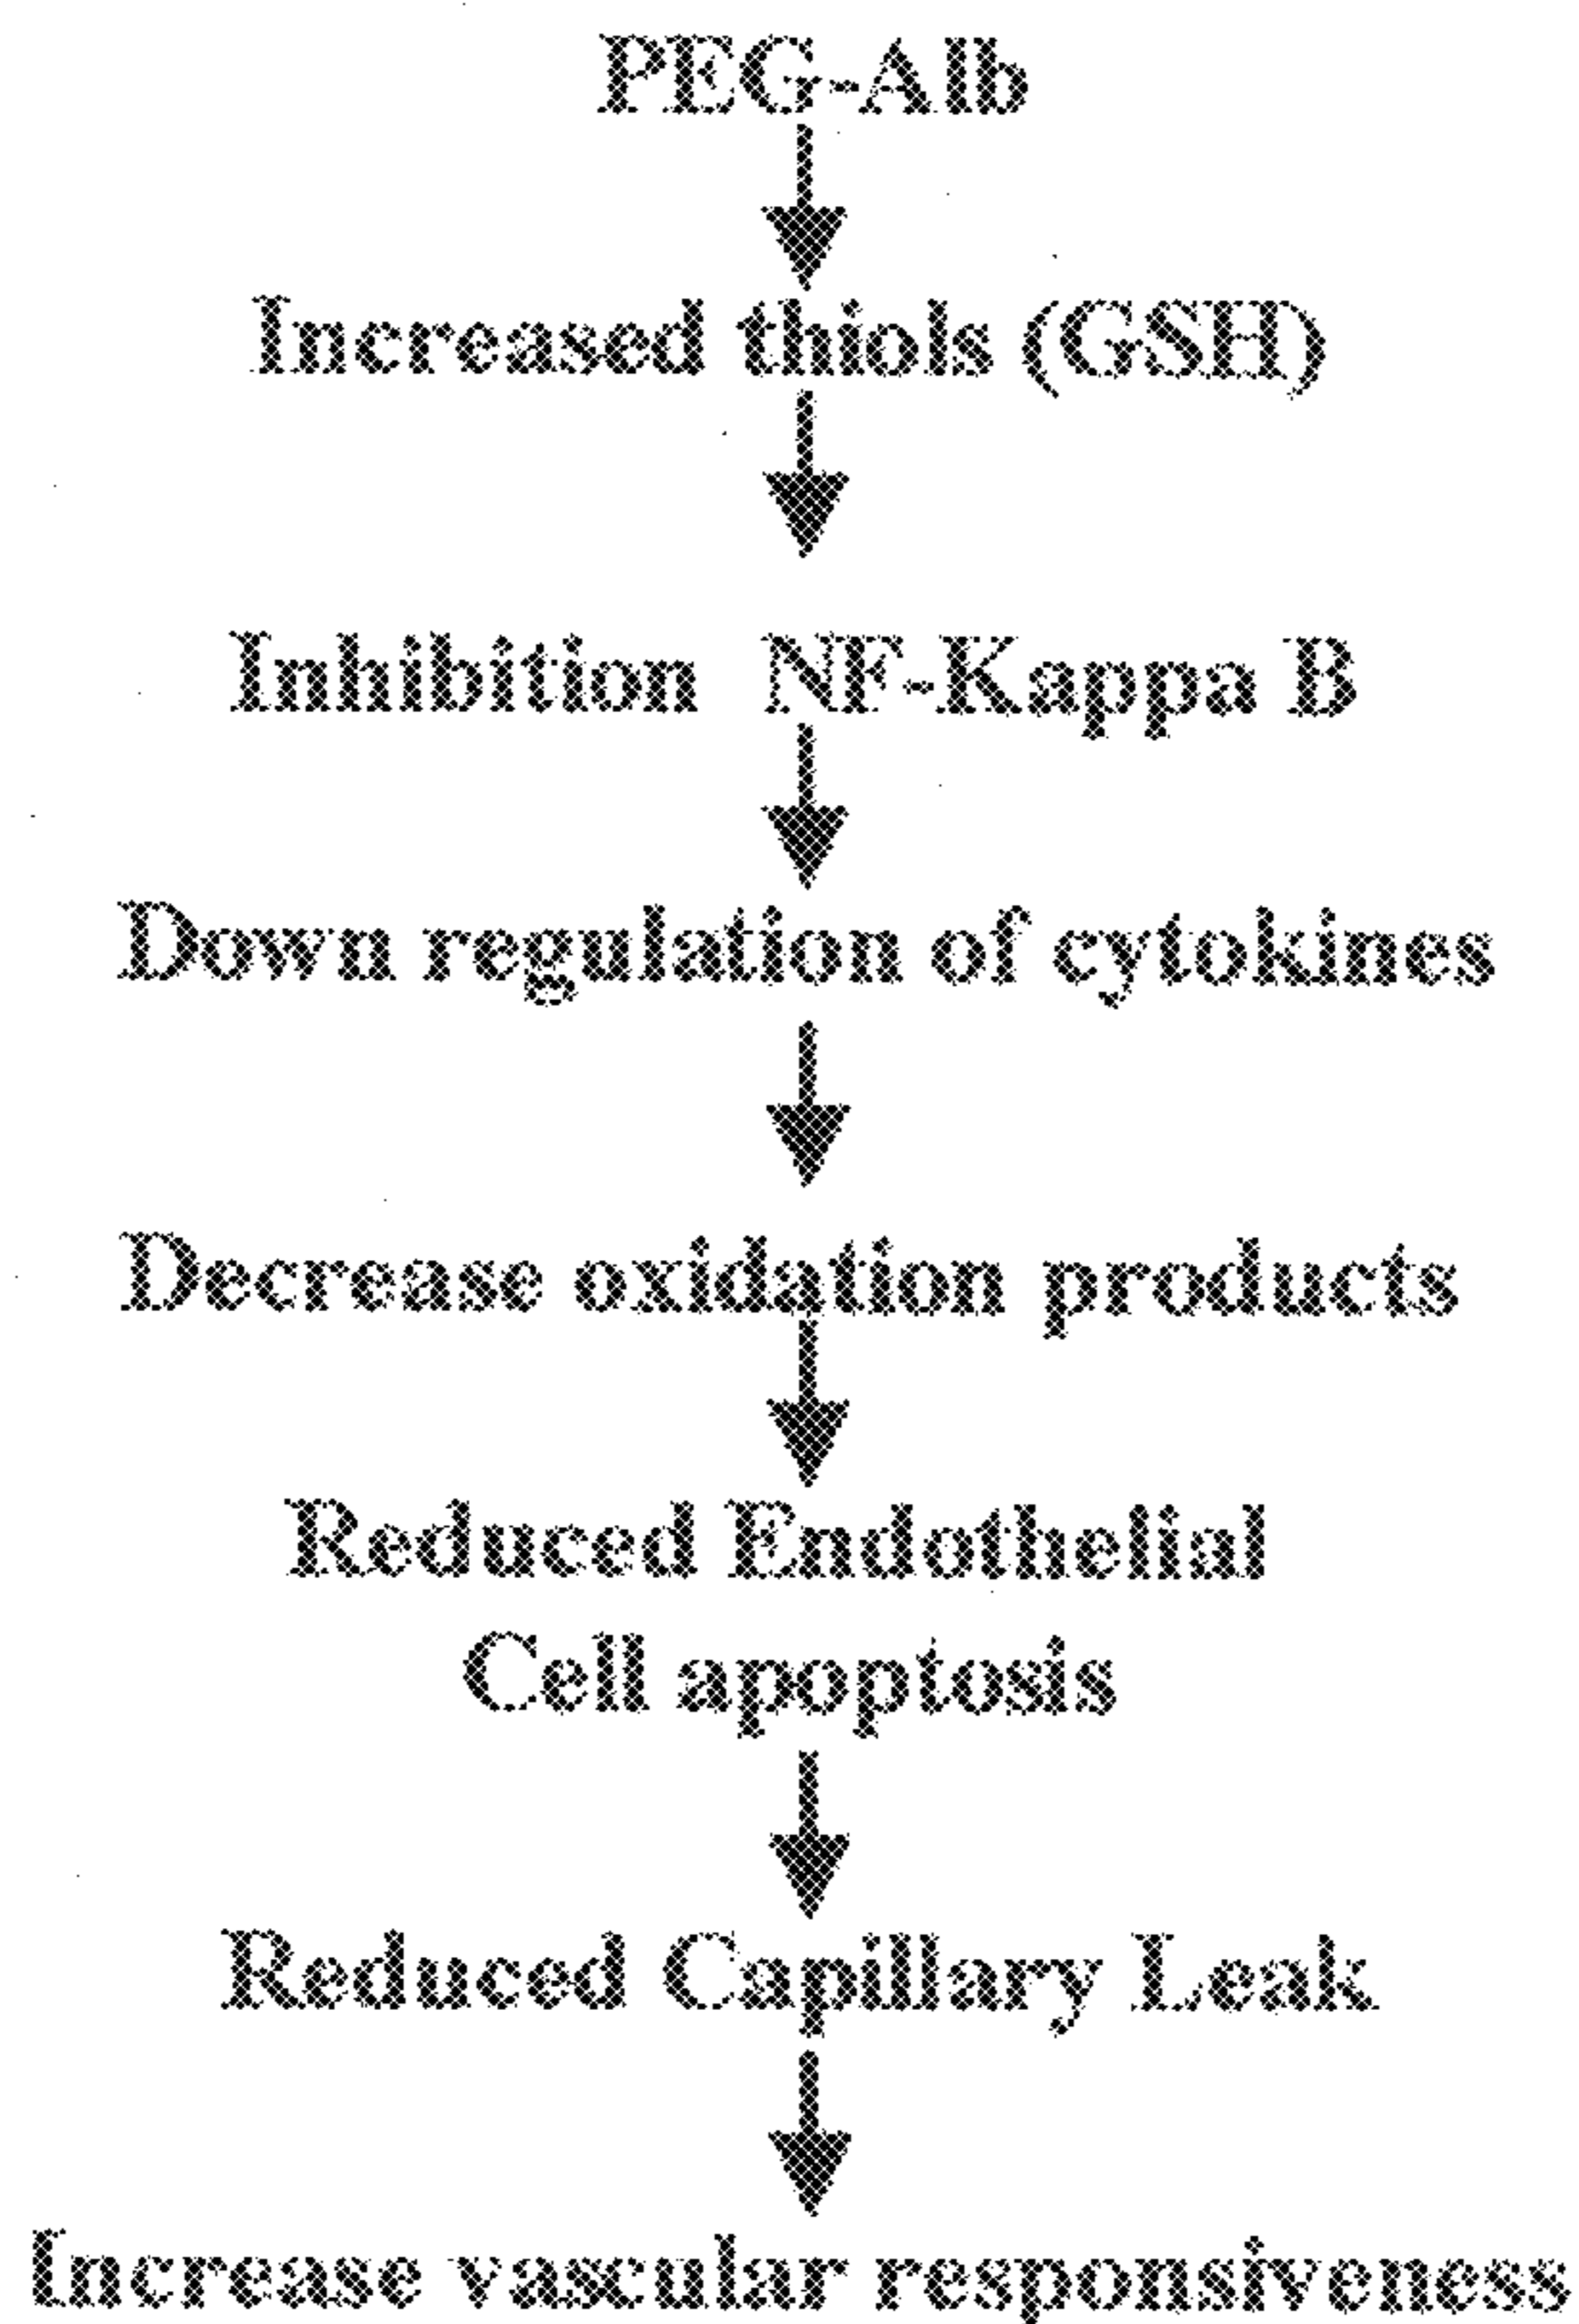 PEG-Alb
Increased thiols (GSH)
Inhibition NF-Kappa B
Down regulation of cytokines
Decrease oxidation products
Reduced Endothelial
Cell apoptosis
Reduced Capillary Leak
Increase vascular responsiveness